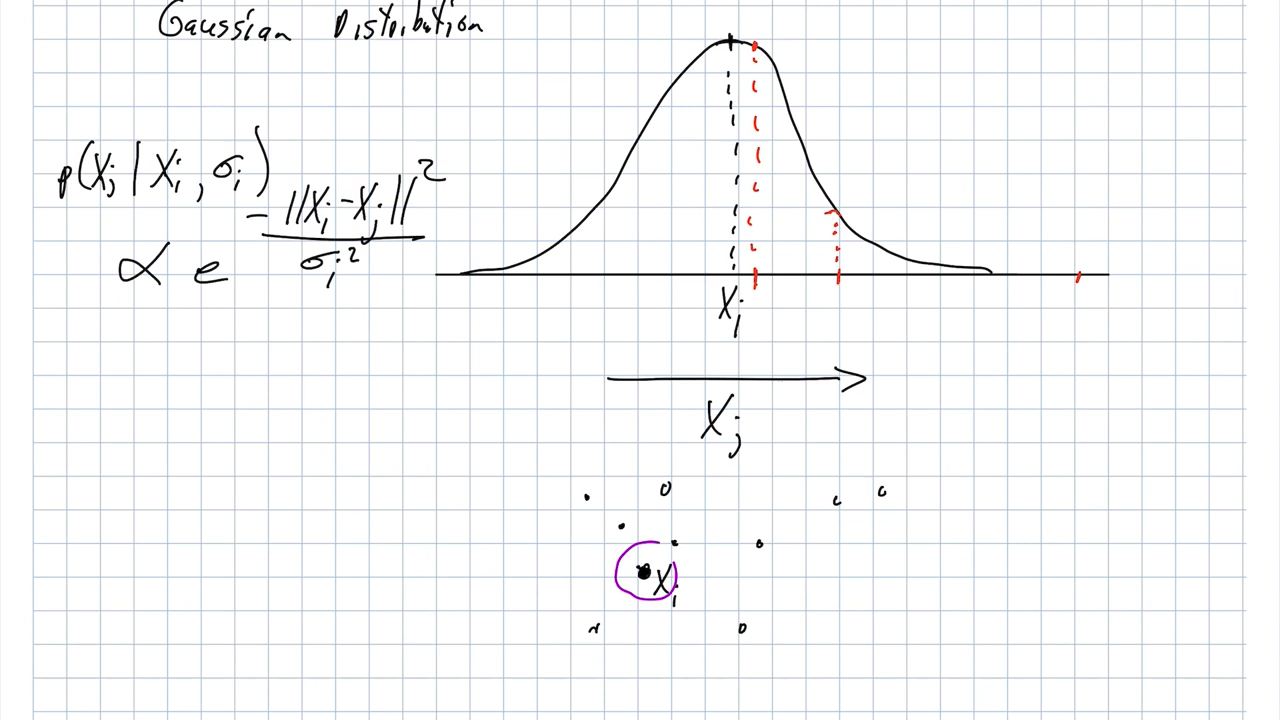 Gaussian Distribution
p(Xj | Xi, σi)
∝ e^(-||Xi - Xj||² / σi²)
Xi
Xj
Xi